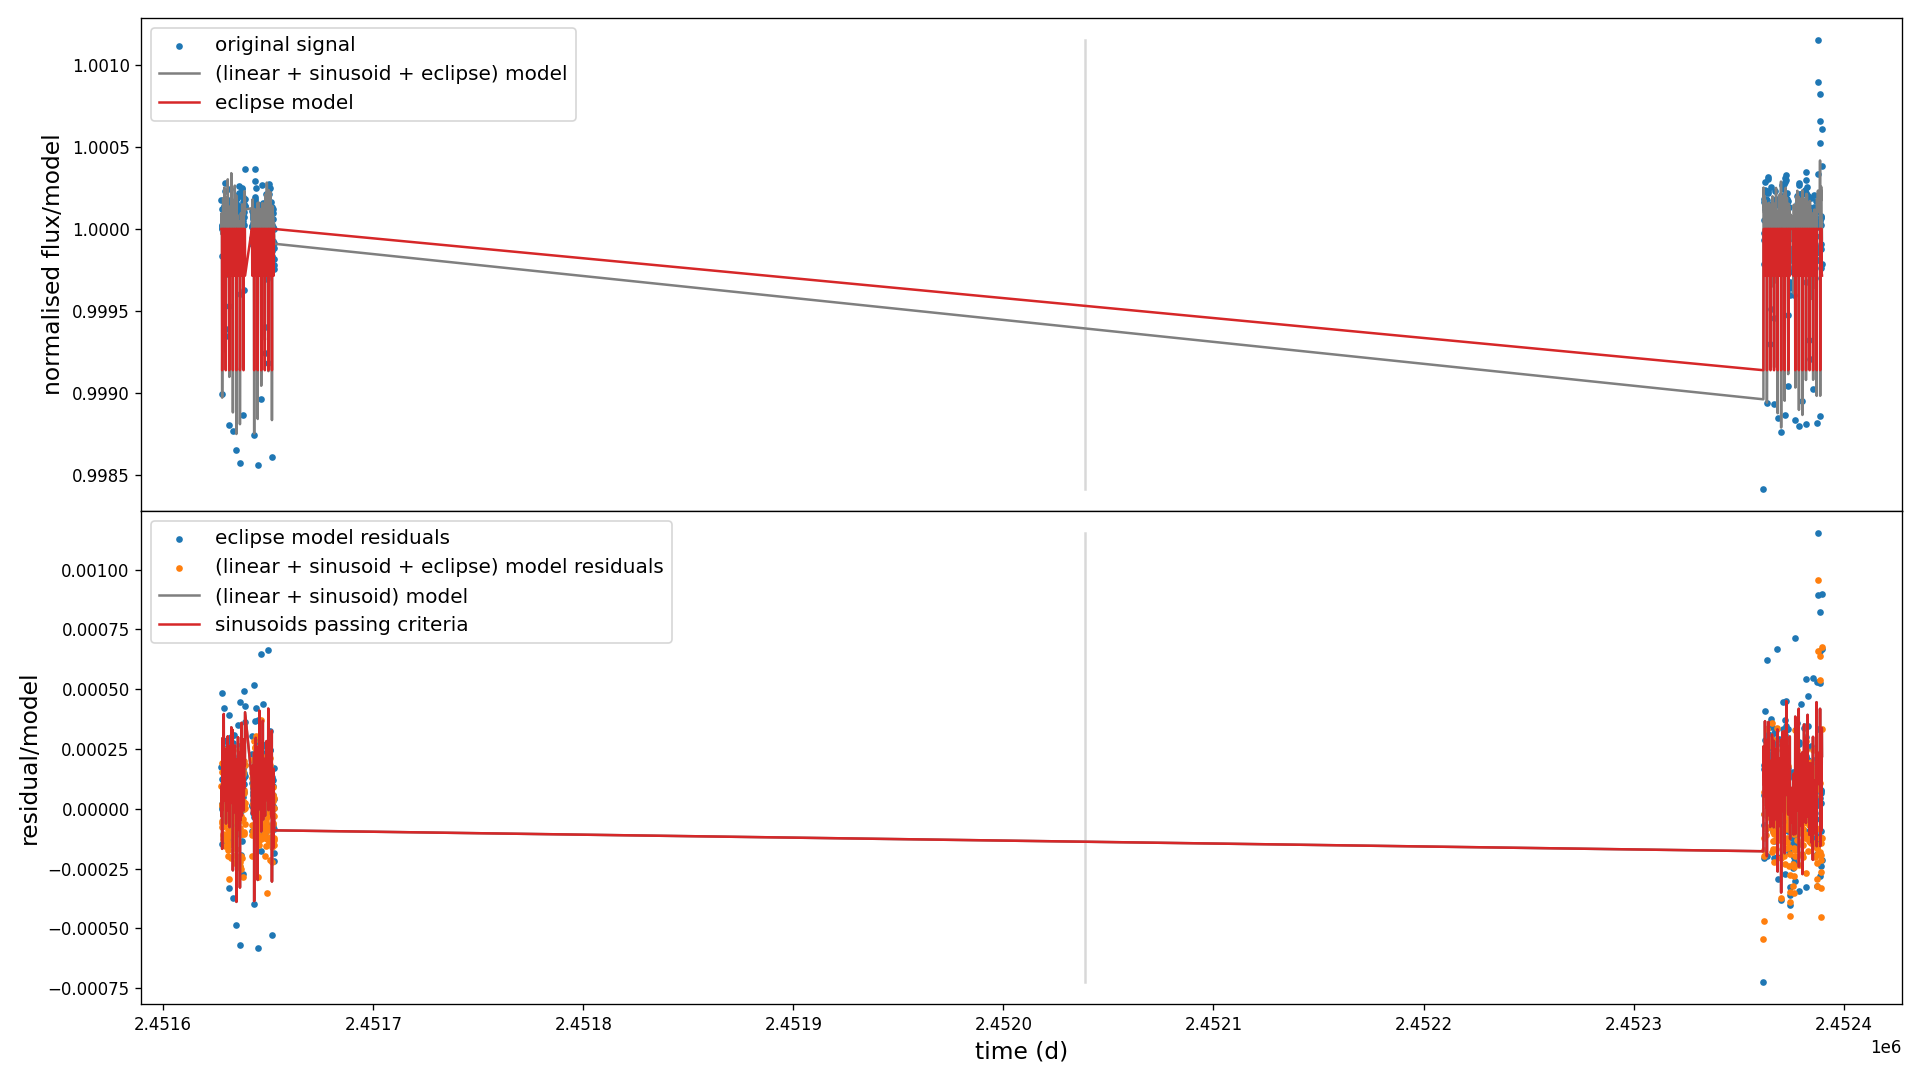 original signal
(linear + sinusoid + eclipse) model
eclipse model
normalised flux/model
1.0010
1.0005
1.0000
0.9995
0.9990
0.9985
eclipse model residuals
(linear + sinusoid + eclipse) model residuals
(linear + sinusoid) model
sinusoids passing criteria
residual/model
0.00100
0.00075
0.00050
0.00025
0.00000
−0.00025
−0.00050
−0.00075
2.4516 2.4517 2.4518 2.4519 2.4520 2.4521 2.4522 2.4523 2.4524
time (d)
1e6